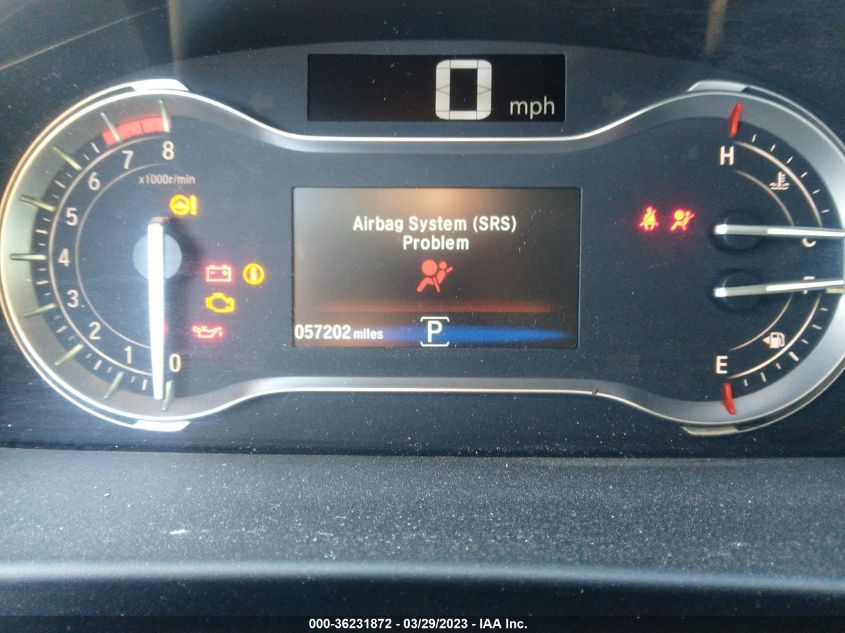 0 mph
8
7
6
x1000r/min
5
4
3
2
1
0
Airbag System (SRS)
Problem
057202 miles
P
H
C
F
E
000-36231872 - 03/29/2023 - IAA Inc.